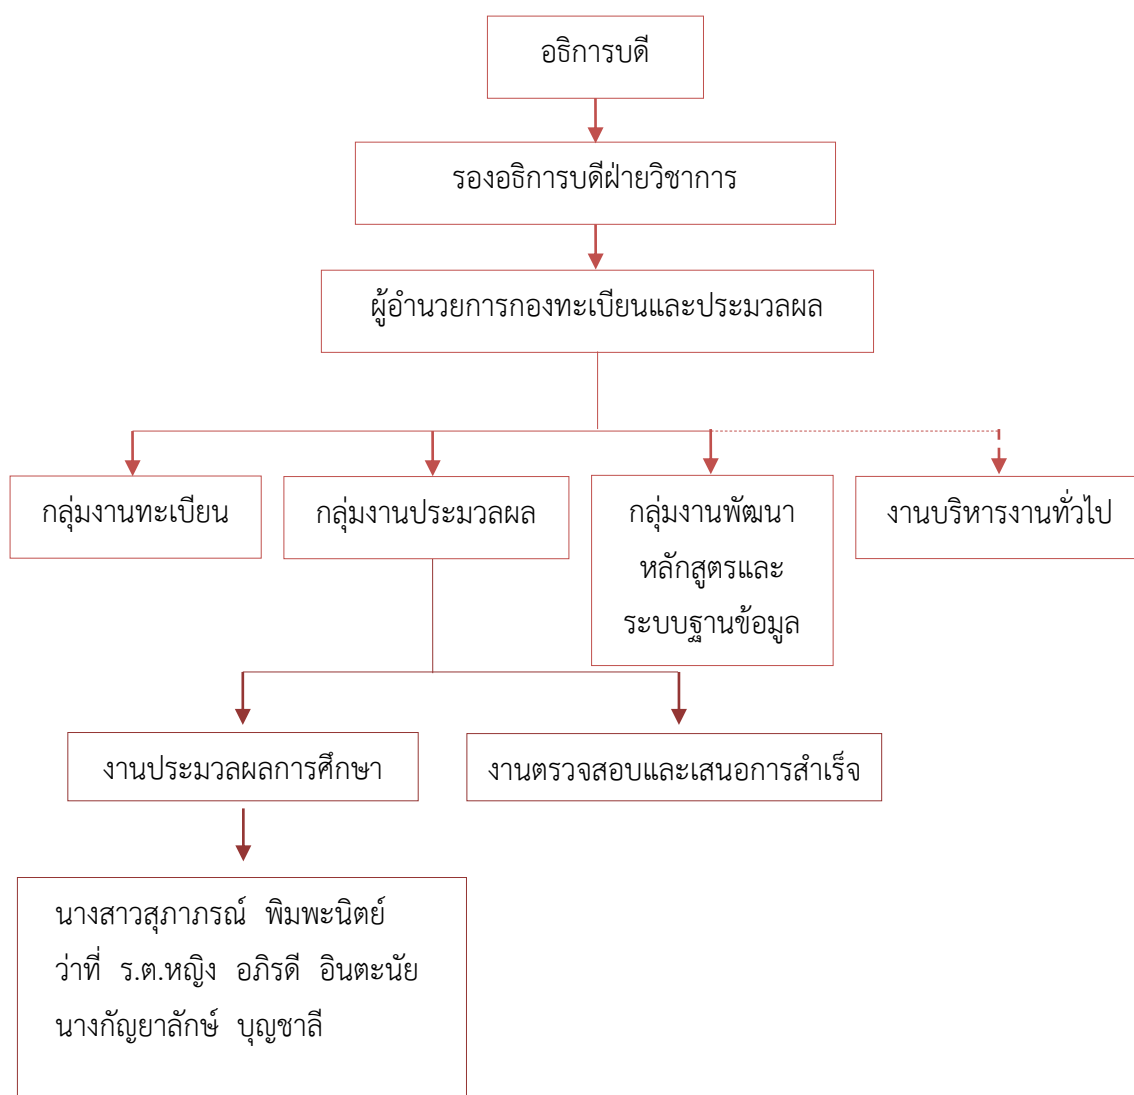 อธิการบดี
รองอธิการบดีฝ่ายวิชาการ
ผู้อำนวยการกองทะเบียนและประมวลผล
กลุ่มงานทะเบียน
กลุ่มงานประมวลผล
กลุ่มงานพัฒนา
หลักสูตรและ
ระบบฐานข้อมูล
งานบริหารงานทั่วไป
งานประมวลผลการศึกษา
งานตรวจสอบและเสนอการสำเร็จ
นางสาวสุภาภรณ์ พิมพะนิตย์
ว่าที่ ร.ต.หญิง อภิรดี อินตะนัย
นางกัญยาลักษ์ บุญชาลี